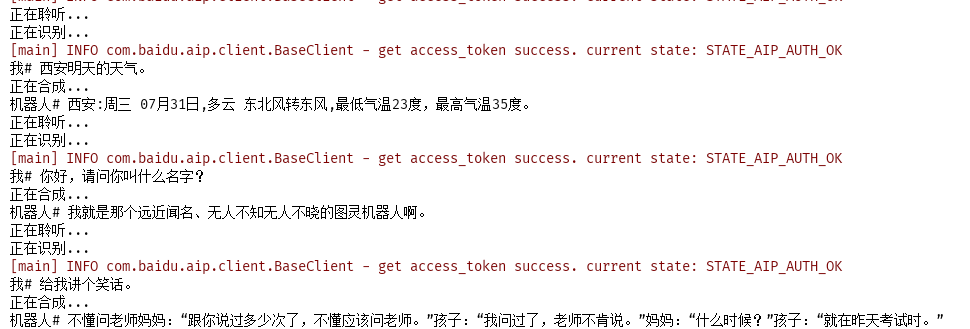 正在聆听...
正在识别...
[main] INFO com.baidu.aip.client.BaseClient - get access_token success. current state: STATE_AIP_AUTH_OK
我# 西安明天的天气。
正在合成...
机器人# 西安:周三 07月31日,多云 东北风转东风,最低气温23度，最高气温35度。
正在聆听...
正在识别...
[main] INFO com.baidu.aip.client.BaseClient - get access_token success. current state: STATE_AIP_AUTH_OK
我# 你好，请问你叫什么名字？
正在合成...
机器人# 我就是那个远近闻名、无人不知无人不晓的图灵机器人啊。
正在聆听...
正在识别...
[main] INFO com.baidu.aip.client.BaseClient - get access_token success. current state: STATE_AIP_AUTH_OK
我# 给我讲个笑话。
正在合成...
机器人# 不懂问老师妈妈：“跟你说过多少次了，不懂应该问老师。”孩子：“我问过了，老师不肯说。”妈妈：“什么时候？”孩子：“就在昨天考试时。”